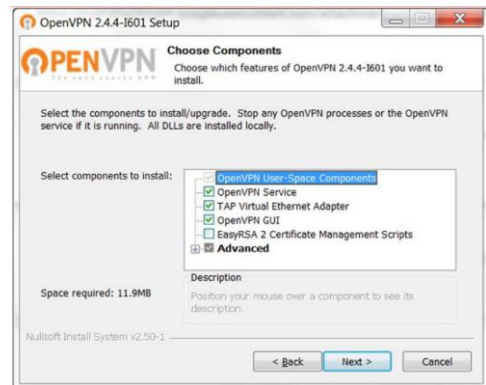 OpenVPN 2.4.4-I601 Setup
OPENVPN
Choose Components
Choose which features of OpenVPN 2.4.4-I601 you want to
install.
Select the components to install/upgrade. Stop any OpenVPN processes or the OpenVPN
service if it is running. All DLLs are installed locally.
Select components to install:
OpenVPN User-Space Components
OpenVPN Service
TAP Virtual Ethernet Adapter
OpenVPN GUI
EasyRSA 2 Certificate Management Scripts
Advanced
Space required: 11.9MB
Description
Position your mouse over a component to see its
description.
Nullsoft Install System v2.50-1
< Back
Next >
Cancel